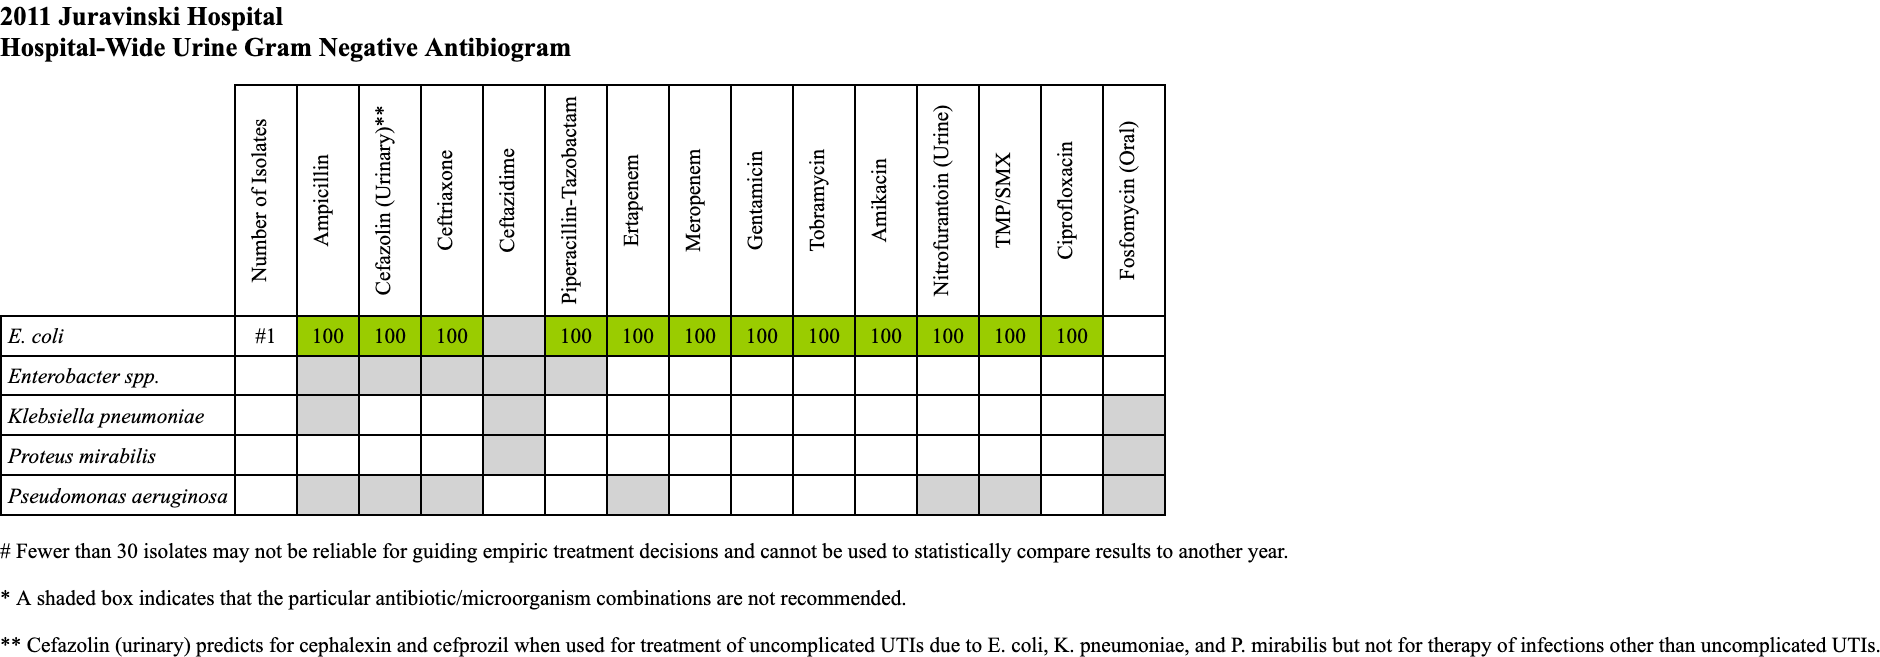 2011 Juravinski Hospital
Hospital-Wide Urine Gram Negative Antibiogram
Number of Isolates
Ampicillin
Cefazolin (Urinary)**
Ceftriaxone
Ceftazidime
Piperacillin-Tazobactam
Ertapenem
Meropenem
Gentamicin
Tobramycin
Amikacin
Nitrofurantoin (Urine)
TMP/SMX
Ciprofloxacin
Fosfomycin (Oral)
E. coli #1 100 100 100 100 100 100 100 100 100 100 100 100
Enterobacter spp.
Klebsiella pneumoniae
Proteus mirabilis
Pseudomonas aeruginosa
# Fewer than 30 isolates may not be reliable for guiding empiric treatment decisions and cannot be used to statistically compare results to another year.
* A shaded box indicates that the particular antibiotic/microorganism combinations are not recommended.
** Cefazolin (urinary) predicts for cephalexin and cefprozil when used for treatment of uncomplicated UTIs due to E. coli, K. pneumoniae, and P. mirabilis but not for therapy of infections other than uncomplicated UTIs.